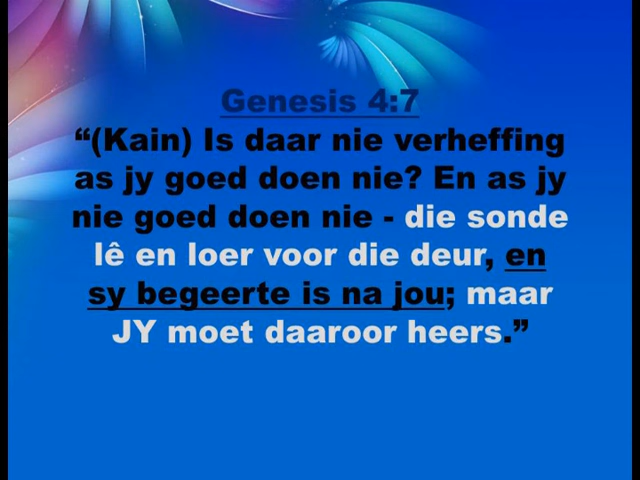 Genesis 4:7
“(Kain) Is daar nie verheffing
as jy goed doen nie? En as jy
nie goed doen nie - die sonde
lê en loer voor die deur, en
sy begeerte is na jou; maar
JY moet daaroor heers.”